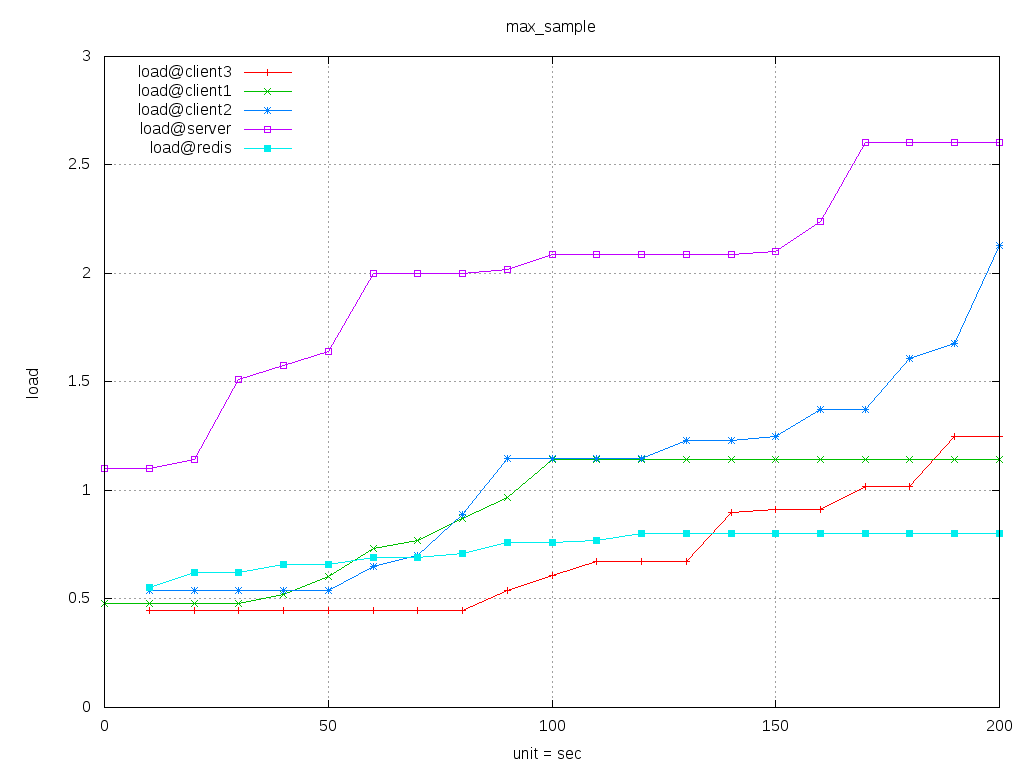 max_sample
load@client3
load@client1
load@client2
load@server
load@redis
3
2.5
2
1.5
1
0.5
0
load
0 50 100 150 200
unit = sec